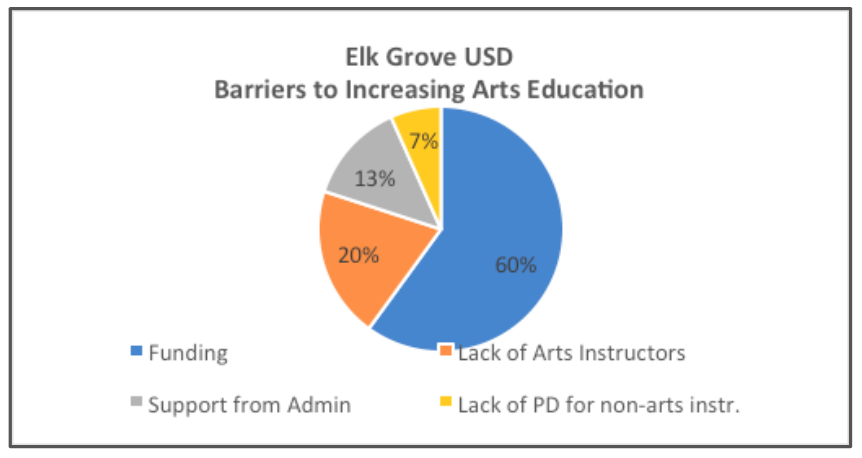 Elk Grove USD
Barriers to Increasing Arts Education
7%
13%
20%
60%
Funding
Lack of Arts Instructors
Support from Admin
Lack of PD for non-arts instr.